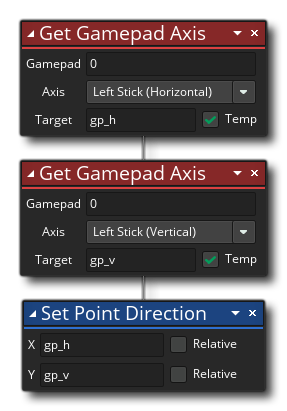 Get Gamepad Axis
Gamepad 0
Axis Left Stick (Horizontal)
Target gp_h Temp
Get Gamepad Axis
Gamepad 0
Axis Left Stick (Vertical)
Target gp_v Temp
Set Point Direction
X gp_h Relative
Y gp_v Relative